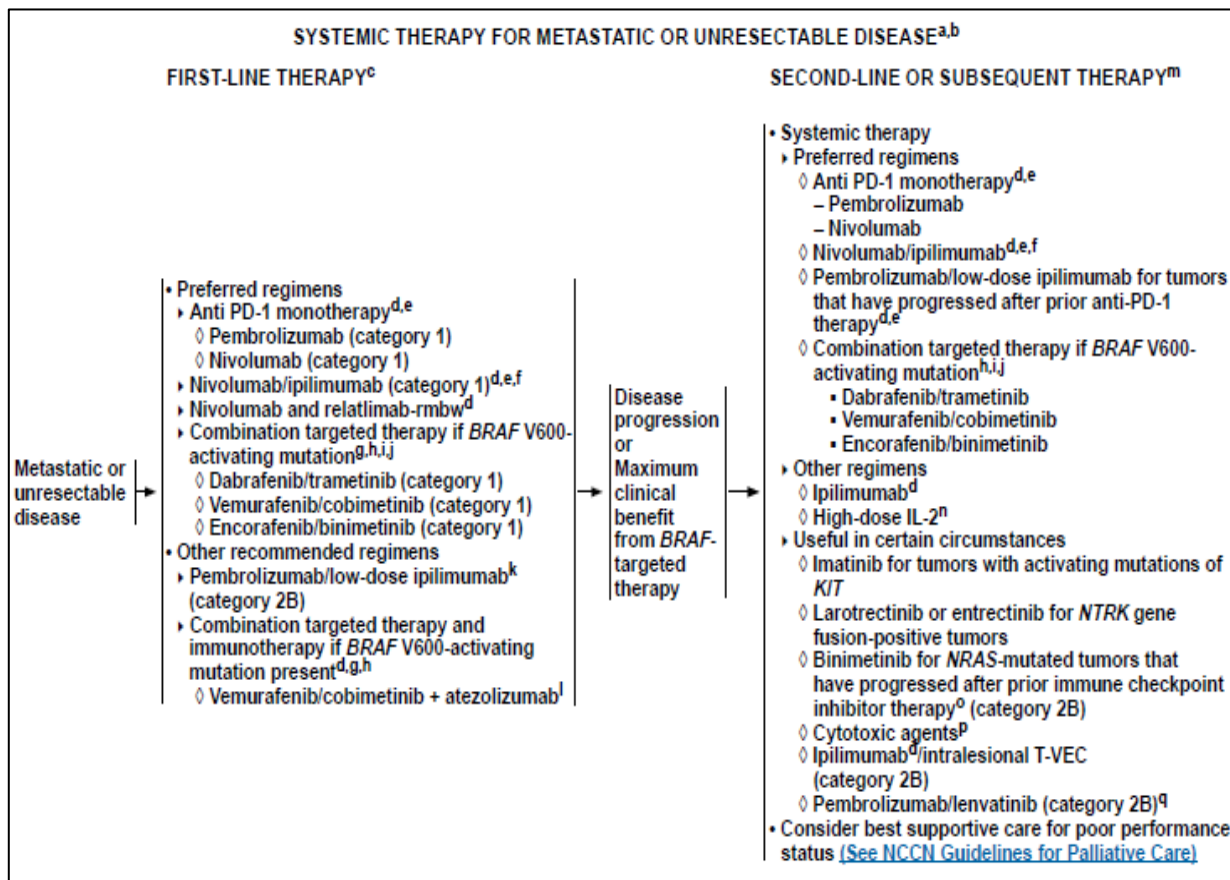 SYSTEMIC THERAPY FOR METASTATIC OR UNRESECTABLE DISEASEa,b
FIRST-LINE THERAPYc
Metastatic or
unresectable
disease
• Preferred regimens
‣ Anti PD-1 monotherapyd,e
◊ Pembrolizumab (category 1)
◊ Nivolumab (category 1)
‣ Nivolumab/ipilimumab (category 1)d,e,f
‣ Nivolumab and relatlimab-rmbwd
‣ Combination targeted therapy if BRAF V600-
activating mutationg,h,i,j
◊ Dabrafenib/trametinib (category 1)
◊ Vemurafenib/cobimetinib (category 1)
◊ Encorafenib/binimetinib (category 1)
• Other recommended regimens
‣ Pembrolizumab/low-dose ipilimumabk
(category 2B)
‣ Combination targeted therapy and
immunotherapy if BRAF V600-activating
mutation presentd,g,h
◊ Vemurafenib/cobimetinib + atezolizumabl
Disease
progression
or
Maximum
clinical
benefit
from BRAF-
targeted
therapy
SECOND-LINE OR SUBSEQUENT THERAPYm
• Systemic therapy
‣ Preferred regimens
◊ Anti PD-1 monotherapyd,e
– Pembrolizumab
– Nivolumab
◊ Nivolumab/ipilimumabd,e,f
◊ Pembrolizumab/low-dose ipilimumab for tumors
that have progressed after prior anti-PD-1
therapyd,e
◊ Combination targeted therapy if BRAF V600-
activating mutationh,i,j
▪ Dabrafenib/trametinib
▪ Vemurafenib/cobimetinib
▪ Encorafenib/binimetinib
‣ Other regimens
◊ Ipilimumabd
◊ High-dose IL-2n
‣ Useful in certain circumstances
◊ Imatinib for tumors with activating mutations of
KIT
◊ Larotrectinib or entrectinib for NTRK gene
fusion-positive tumors
◊ Binimetinib for NRAS-mutated tumors that
have progressed after prior immune checkpoint
inhibitor therapyo (category 2B)
◊ Cytotoxic agentsp
◊ Ipilimumabd/intralesional T-VEC
(category 2B)
◊ Pembrolizumab/lenvatinib (category 2B)q
• Consider best supportive care for poor performance
status (See NCCN Guidelines for Palliative Care)